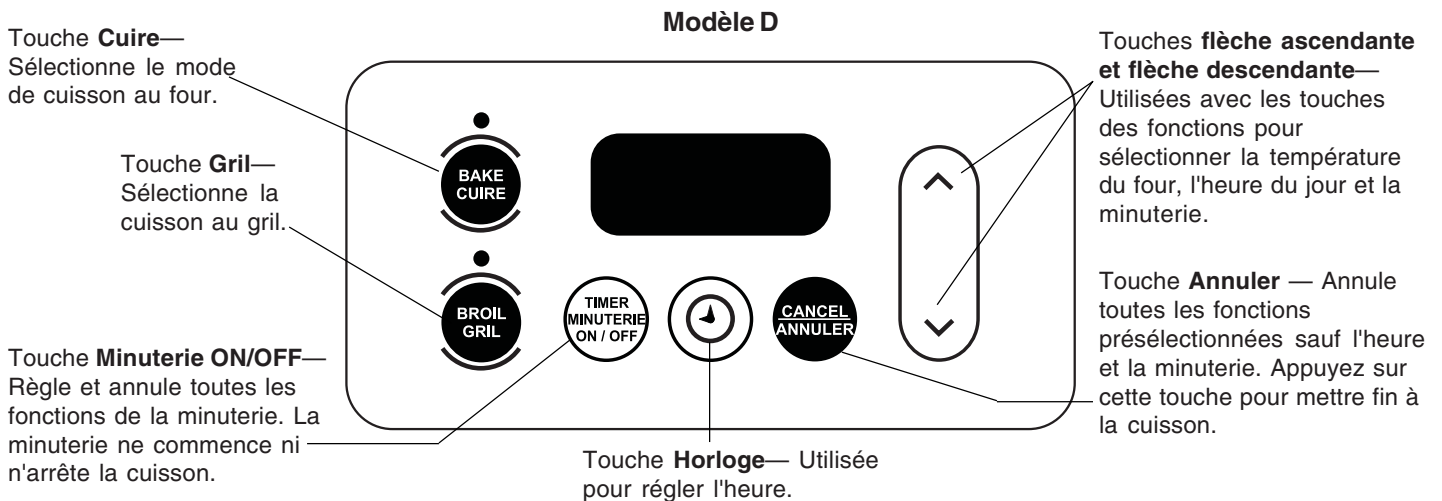 Modèle D
Touche Cuire—
Sélectionne le mode
de cuisson au four.
Touche Gril—
Sélectionne la
cuisson au gril.
Touche Minuterie ON/OFF—
Règle et annule toutes les
fonctions de la minuterie. La
minuterie ne commence ni
n'arrête la cuisson.
BAKE
CUIRE
BROIL
GRIL
TIMER
MINUTERIE
ON / OFF
CANCEL
ANNULER
Touche Horloge— Utilisée
pour régler l'heure.
Touches flèche ascendante
et flèche descendante—
Utilisées avec les touches
des fonctions pour
sélectionner la température
du four, l'heure du jour et la
minuterie.
Touche Annuler — Annule
toutes les fonctions
présélectionnées sauf l'heure
et la minuterie. Appuyez sur
cette touche pour mettre fin à
la cuisson.